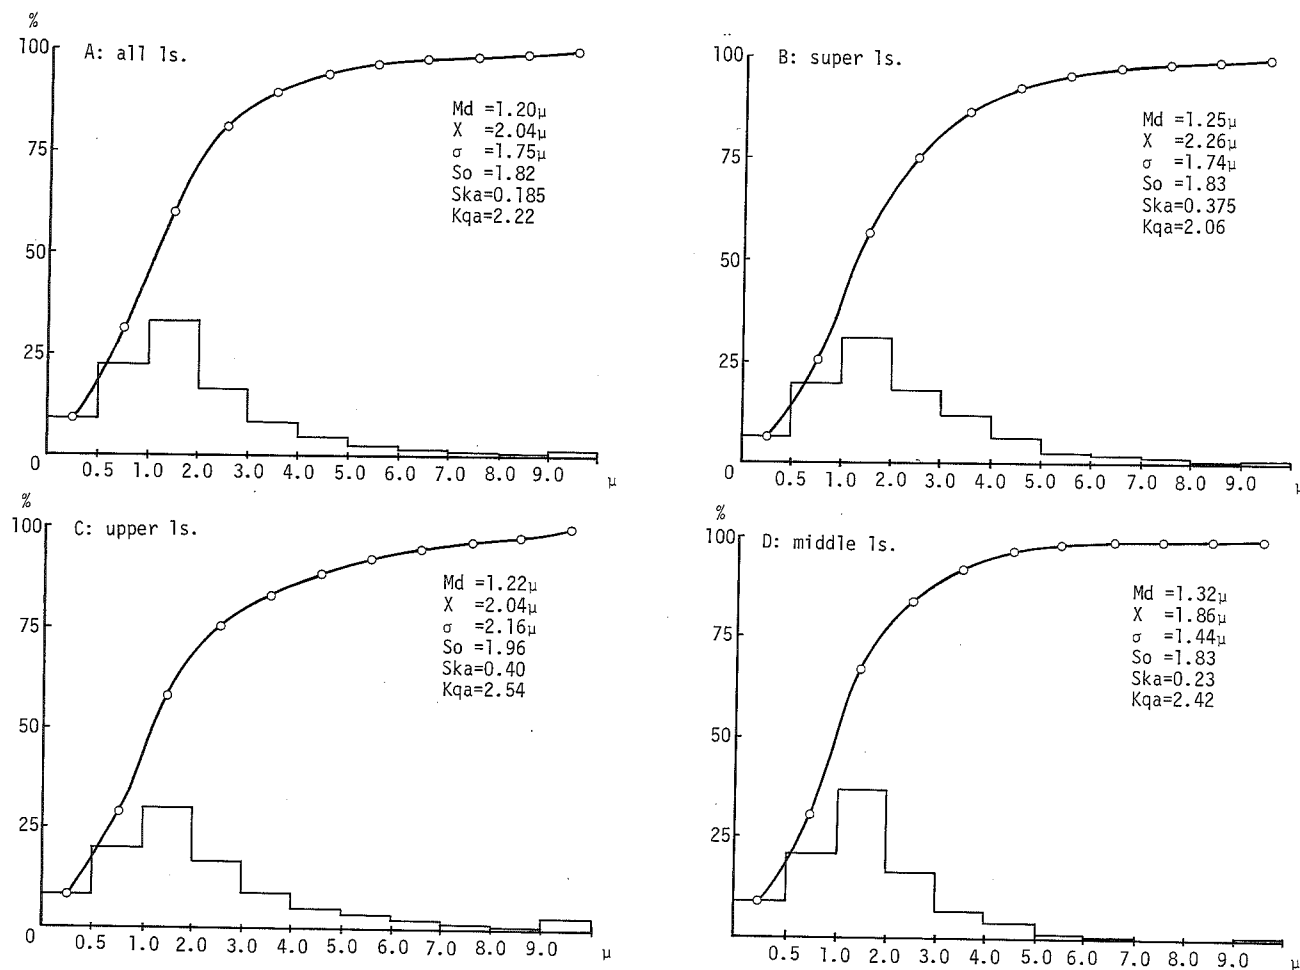 %
100
A: all ls.
Md =1.20μ
X =2.04μ
σ =1.75μ
So =1.82
Ska=0.185
Kqa=2.22
75
50
25
0
0.5 1.0 2.0 3.0 4.0 5.0 6.0 7.0 8.0 9.0 μ
100
B: super ls.
Md =1.25μ
X =2.26μ
σ =1.74μ
So =1.83
Ska=0.375
Kqa=2.06
75
50
25
0
0.5 1.0 2.0 3.0 4.0 5.0 6.0 7.0 8.0 9.0 μ
%
100
C: upper ls.
Md =1.22μ
X =2.04μ
σ =2.16μ
So =1.96
Ska=0.40
Kqa=2.54
75
50
25
0
0.5 1.0 2.0 3.0 4.0 5.0 6.0 7.0 8.0 9.0 μ
%
100
D: middle ls.
Md =1.32μ
X =1.86μ
σ =1.44μ
So =1.83
Ska=0.23
Kqa=2.42
75
50
25
0.5 1.0 2.0 3.0 4.0 5.0 6.0 7.0 8.0 9.0 μ